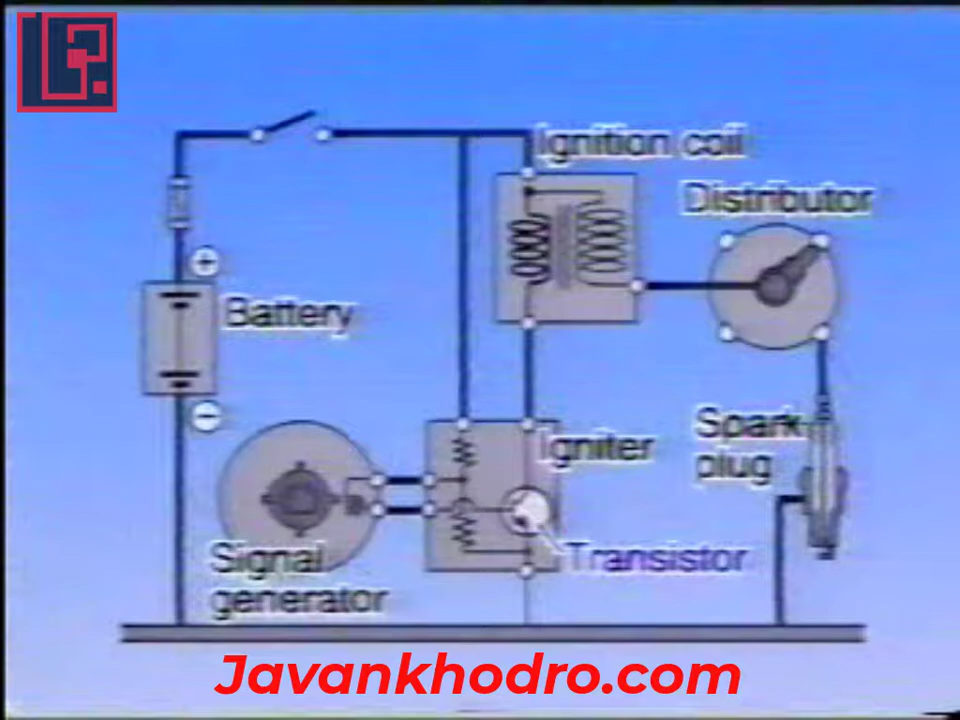 Ignition coil
Distributor
+
Battery
−
Spark
plug
Igniter
Signal
generator
Transistor
Javankhodro.com